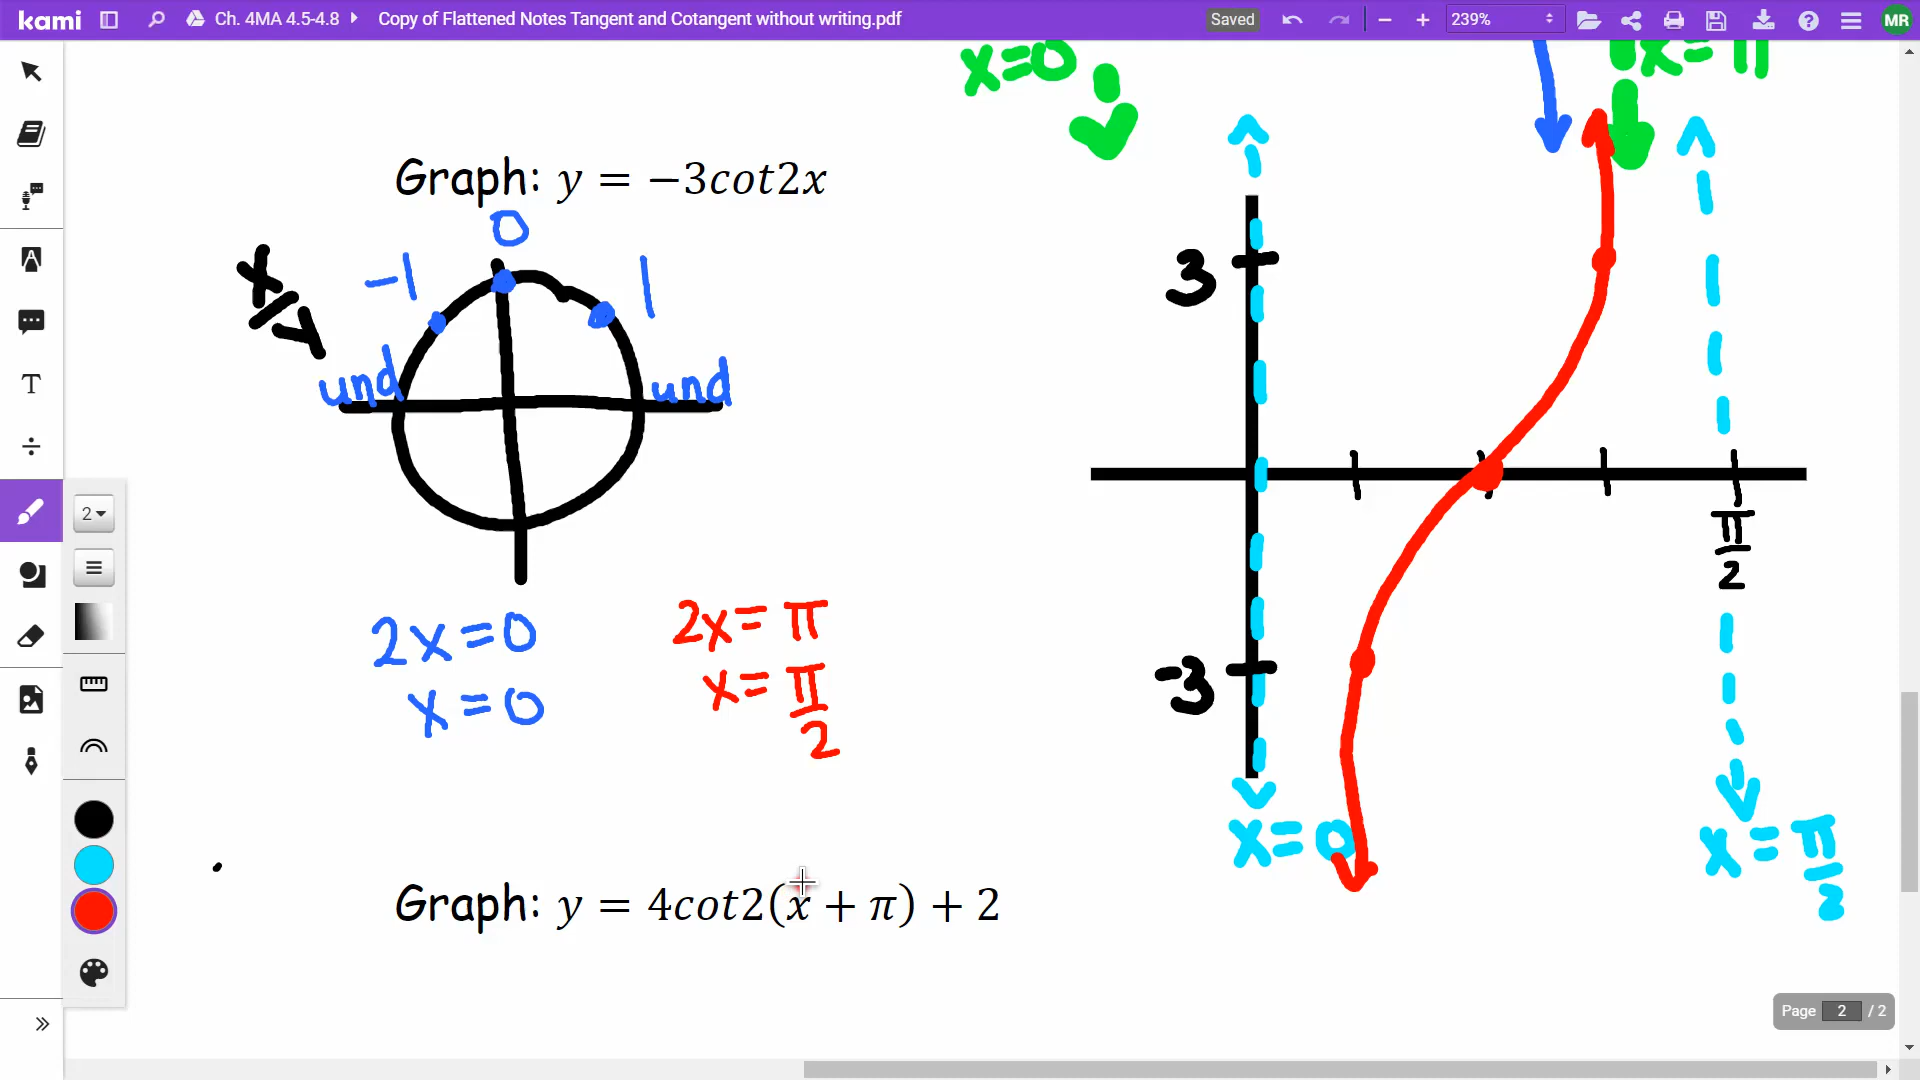 kami
Ch. 4MA 4.5-4.8
Copy of Flattened Notes Tangent and Cotangent without writing.pdf
Saved
239%
MR
x=0
x=π
Graph: y = −3cot2x
0
-1
1
x/y
und
und
3
-3
π/2
2x=0
x=0
2x=π
x=π/2
x=0
x=π/2
Graph: y = 4cot2(x + π) + 2
T
2
Page 2 / 2